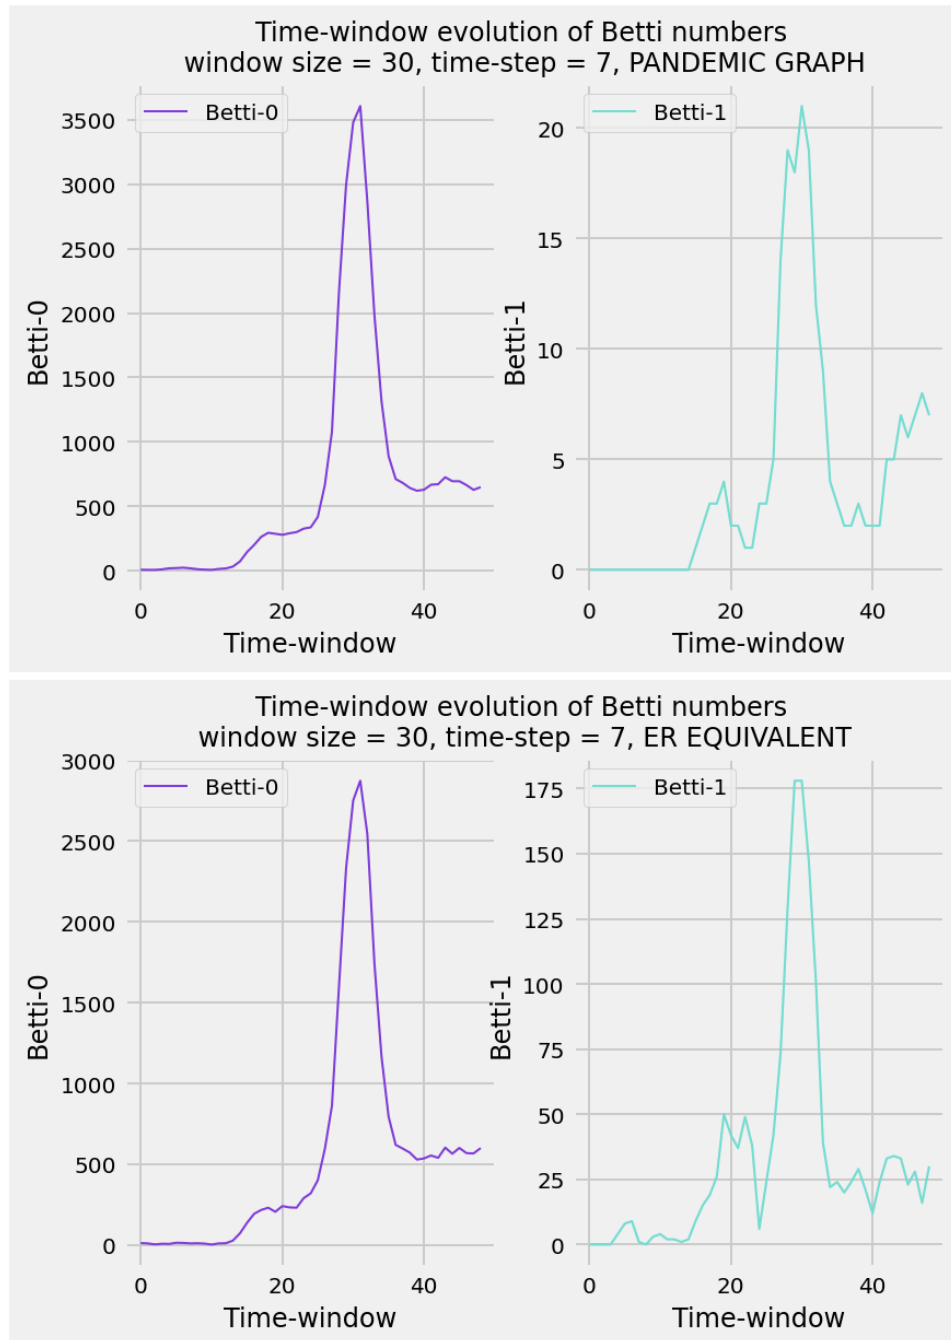 Time-window evolution of Betti numbers
window size = 30, time-step = 7, PANDEMIC GRAPH
Betti-0
3500
3000
2500
2000
1500
1000
500
0
Betti-0
0 20 40
Time-window
Betti-1
20
15
10
5
0
Betti-1
0 20 40
Time-window
Time-window evolution of Betti numbers
window size = 30, time-step = 7, ER EQUIVALENT
Betti-0
3000
2500
2000
1500
1000
500
0
Betti-0
0 20 40
Time-window
Betti-1
175
150
125
100
75
50
25
0
Betti-1
0 20 40
Time-window